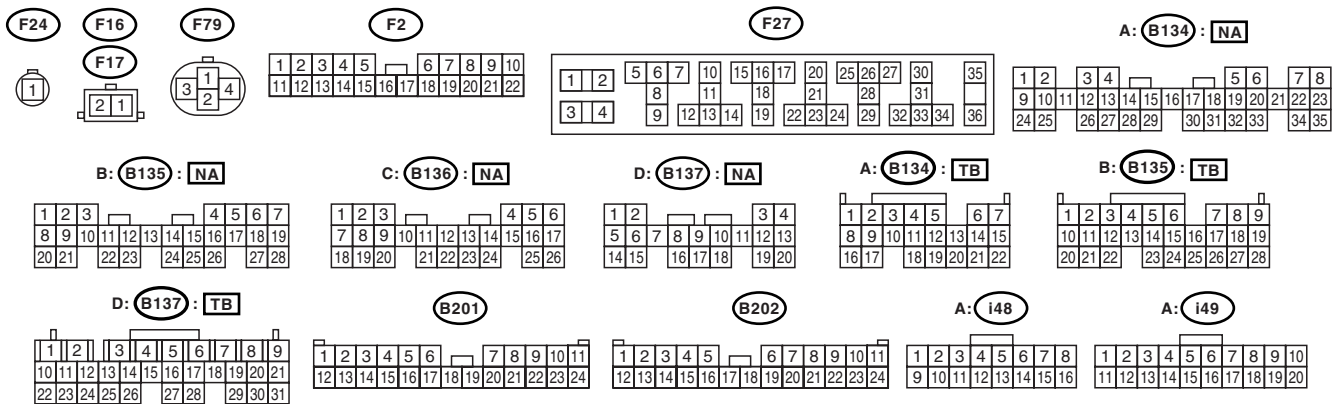 F24 F16 F79 F2 F27 A: B134 : NA
F17
1
2 1
1
3 4
2
1 2 3 4 5 6 7 8 9 10
11 12 13 14 15 16 17 18 19 20 21 22
1 2 5 6 7 10 15 16 17 20 25 26 27 30 35
8 11 18 21 28 31
3 4 9 12 13 14 19 22 23 24 29 32 33 34 36
1 2 3 4 5 6 7 8
9 10 11 12 13 14 15 16 17 18 19 20 21 22 23
24 25 26 27 28 29 30 31 32 33 34 35
B: B135 : NA C: B136 : NA D: B137 : NA A: B134 : TB B: B135 : TB
1 2 3 4 5 6 7
8 9 10 11 12 13 14 15 16 17 18 19
20 21 22 23 24 25 26 27 28
1 2 3 4 5 6
7 8 9 10 11 12 13 14 15 16 17
18 19 20 21 22 23 24 25 26
1 2 3 4
5 6 7 8 9 10 11 12 13
14 15 16 17 18 19 20
1 2 3 4 5 6 7
8 9 10 11 12 13 14 15
16 17 18 19 20 21 22
1 2 3 4 5 6 7 8 9
10 11 12 13 14 15 16 17 18 19
20 21 22 23 24 25 26 27 28
D: B137 : TB B201 B202 A: i48 A: i49
1 2 3 4 5 6 7 8 9
10 11 12 13 14 15 16 17 18 19 20 21
22 23 24 25 26 27 28 29 30 31
1 2 3 4 5 6 7 8 9 10 11
12 13 14 15 16 17 18 19 20 21 22 23 24
1 2 3 4 5 6 7 8 9 10 11
12 13 14 15 16 17 18 19 20 21 22 23 24
1 2 3 4 5 6 7 8
9 10 11 12 13 14 15 16
1 2 3 4 5 6 7 8 9 10
11 12 13 14 15 16 17 18 19 20